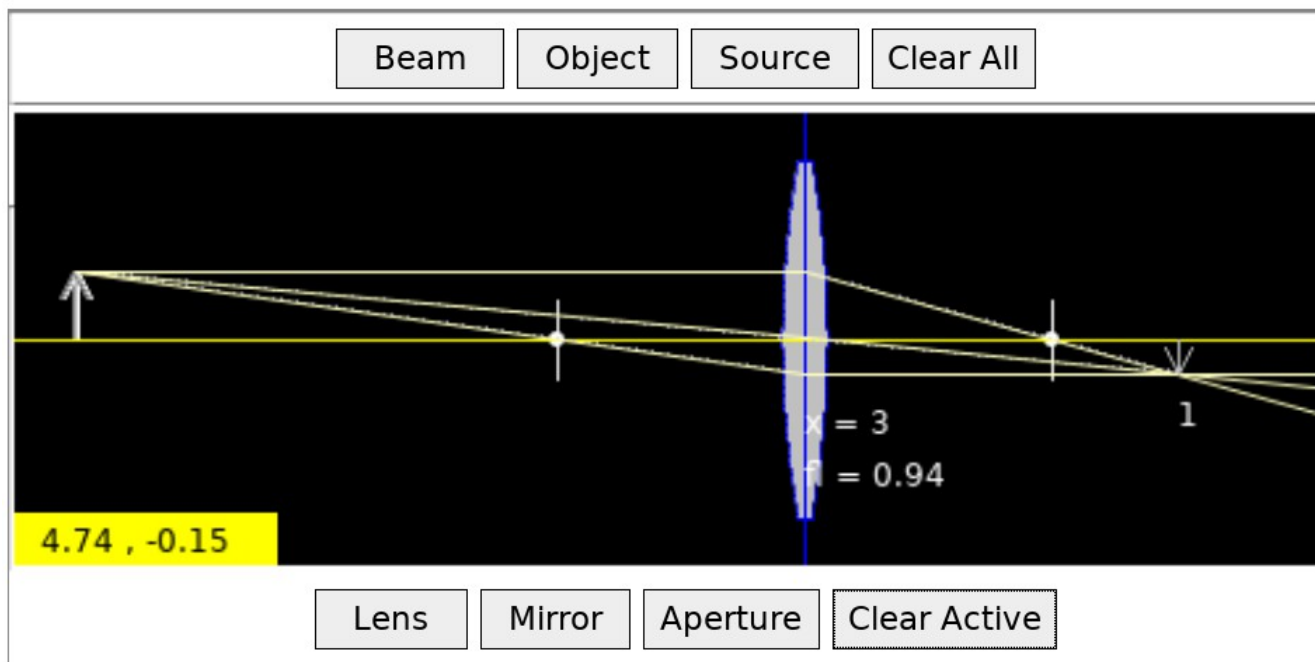 Beam Object Source Clear All
1
x = 3
f = 0.94
4.74 , -0.15
Lens Mirror Aperture Clear Active